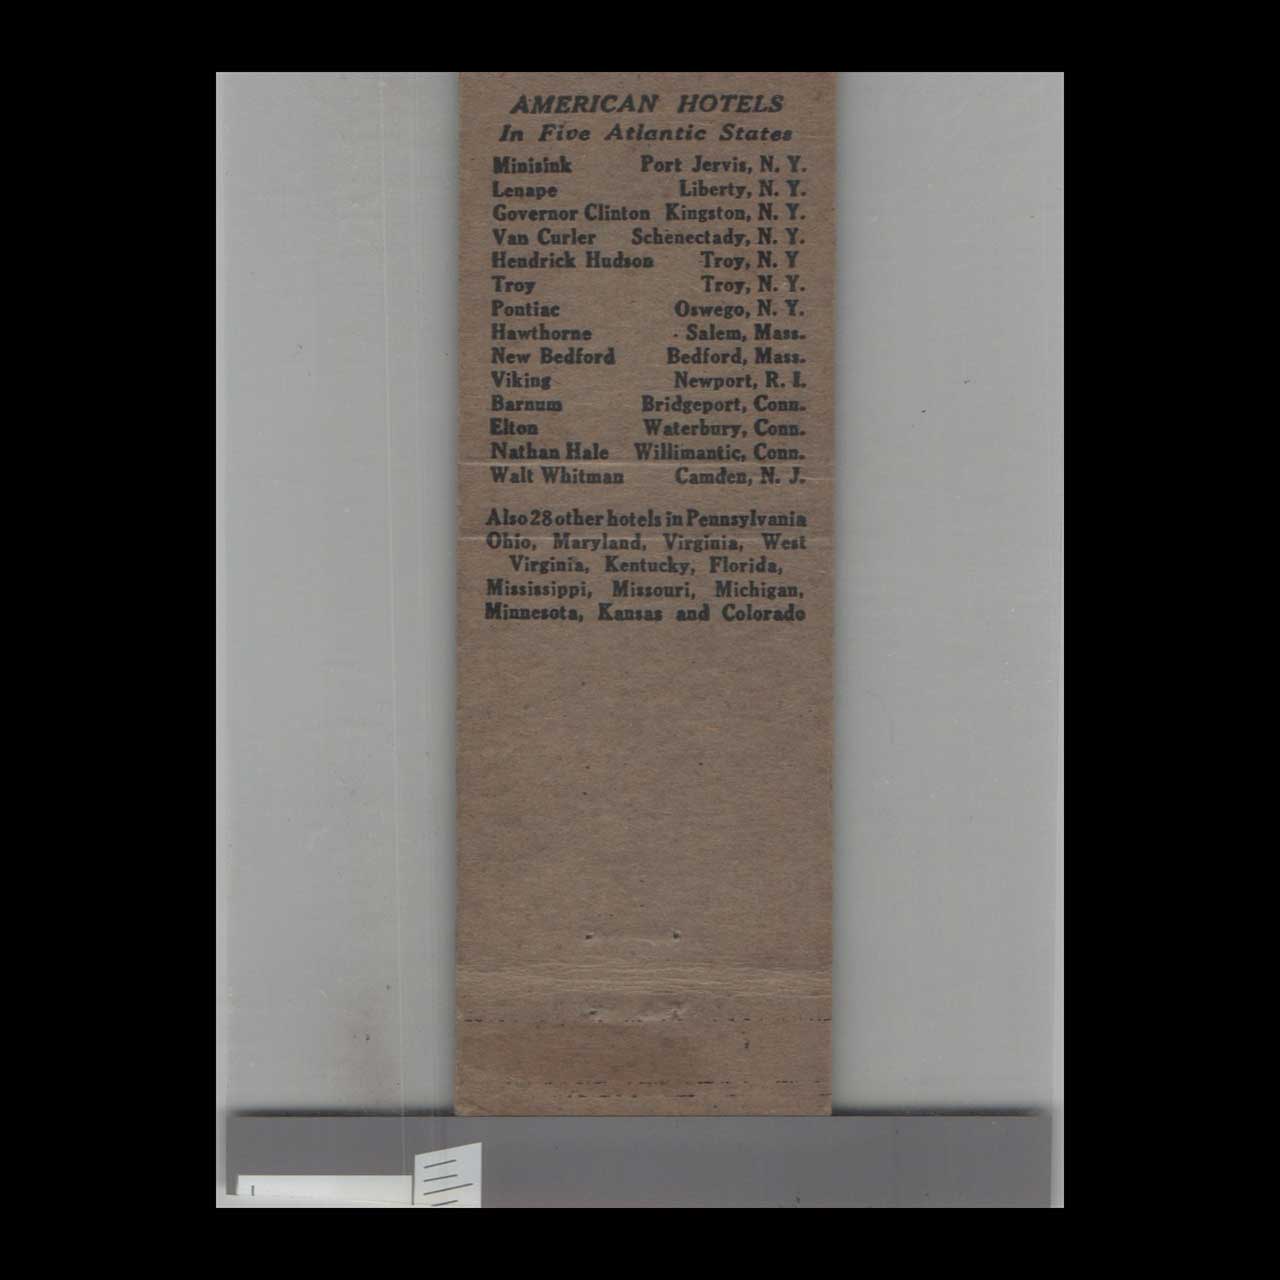 AMERICAN HOTELS
In Five Atlantic States
Minisink Port Jervis, N. Y.
Lenape Liberty, N. Y.
Governor Clinton Kingston, N. Y.
Van Curler Schenectady, N. Y.
Hendrick Hudson Troy, N. Y
Troy Troy, N. Y.
Pontiac Oswego, N. Y.
Hawthorne Salem, Mass.
New Bedford Bedford, Mass.
Viking Newport, R. I.
Barnum Bridgeport, Conn.
Elton Waterbury, Conn.
Nathan Hale Willimantic, Conn.
Walt Whitman Camden, N. J.
Also 28 other hotels in Pennsylvania
Ohio, Maryland, Virginia, West
Virginia, Kentucky, Florida,
Mississippi, Missouri, Michigan,
Minnesota, Kansas and Colorado